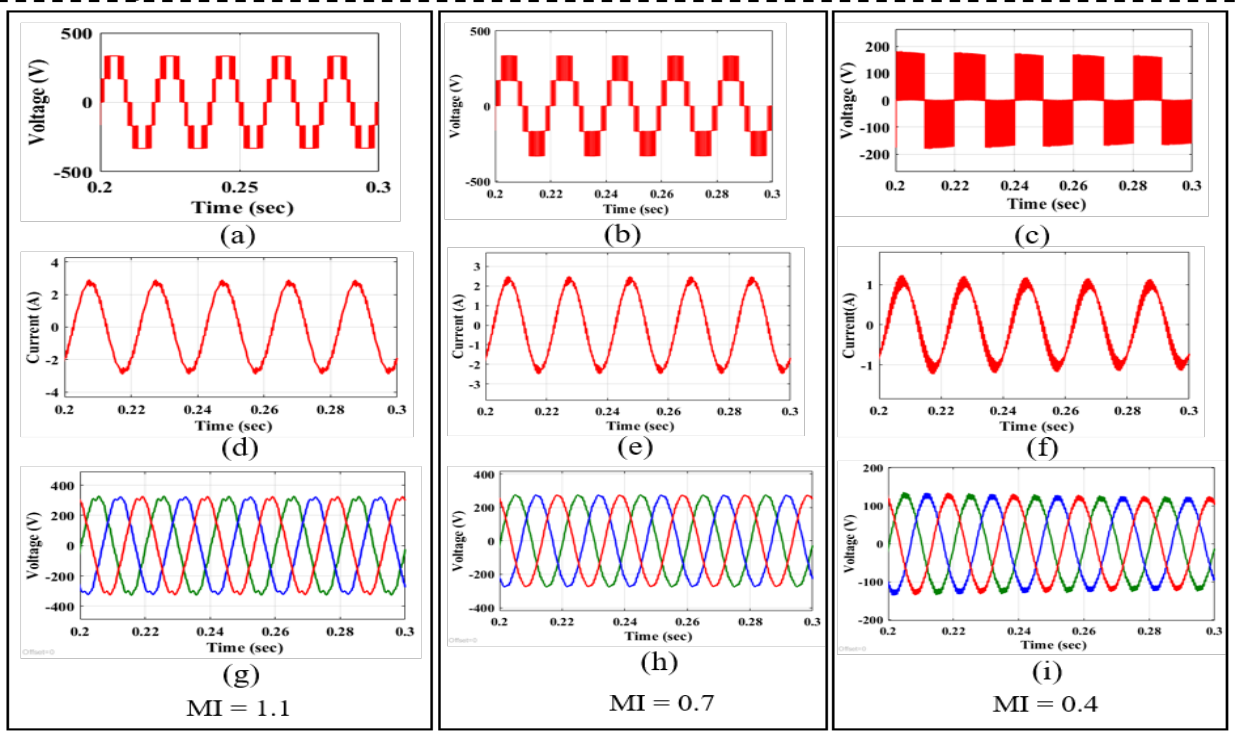 500
0
-500
Voltage (V)
0.2 0.25 0.3
Time (sec)
(a)
500
0
-500
Voltage (V)
0.2 0.22 0.24 0.26 0.28 0.3
Time (sec)
(b)
200
100
0
-100
-200
Voltage (V)
0.2 0.22 0.24 0.26 0.28 0.3
Time (sec)
(c)
4
2
0
-2
-4
Current (A)
0.2 0.22 0.24 0.26 0.28 0.3
Time (sec)
(d)
3
2
1
0
-1
-2
-3
Current (A)
0.2 0.22 0.24 0.26 0.28 0.3
Time (sec)
(e)
1
0
-1
Current(A)
0.2 0.22 0.24 0.26 0.28 0.3
Time (sec)
(f)
400
200
0
-200
-400
Voltage (V)
0.2 0.22 0.24 0.26 0.28 0.3
Time (sec)
Offset=0
(g)
400
200
0
-200
-400
Voltage (V)
0.2 0.22 0.24 0.26 0.28 0.3
Time (sec)
Offset=0
(h)
200
100
0
-100
-200
Voltage (V)
0.2 0.22 0.24 0.26 0.28 0.3
Time (sec)
Offset=0
(i)
MI = 1.1
MI = 0.7
MI = 0.4